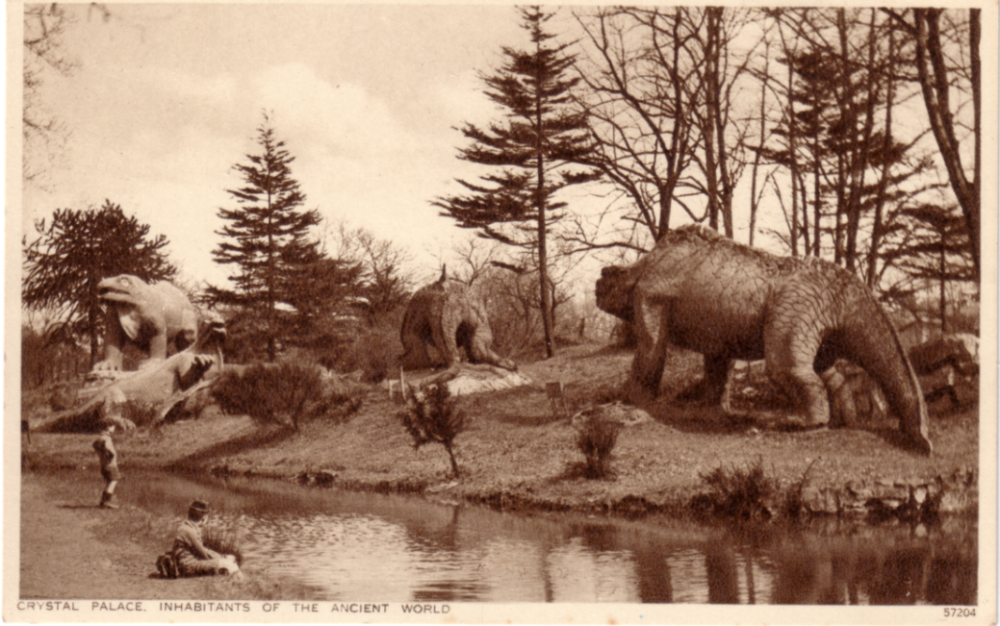 CRYSTAL PALACE. INHABITANTS OF THE ANCIENT WORLD
57204